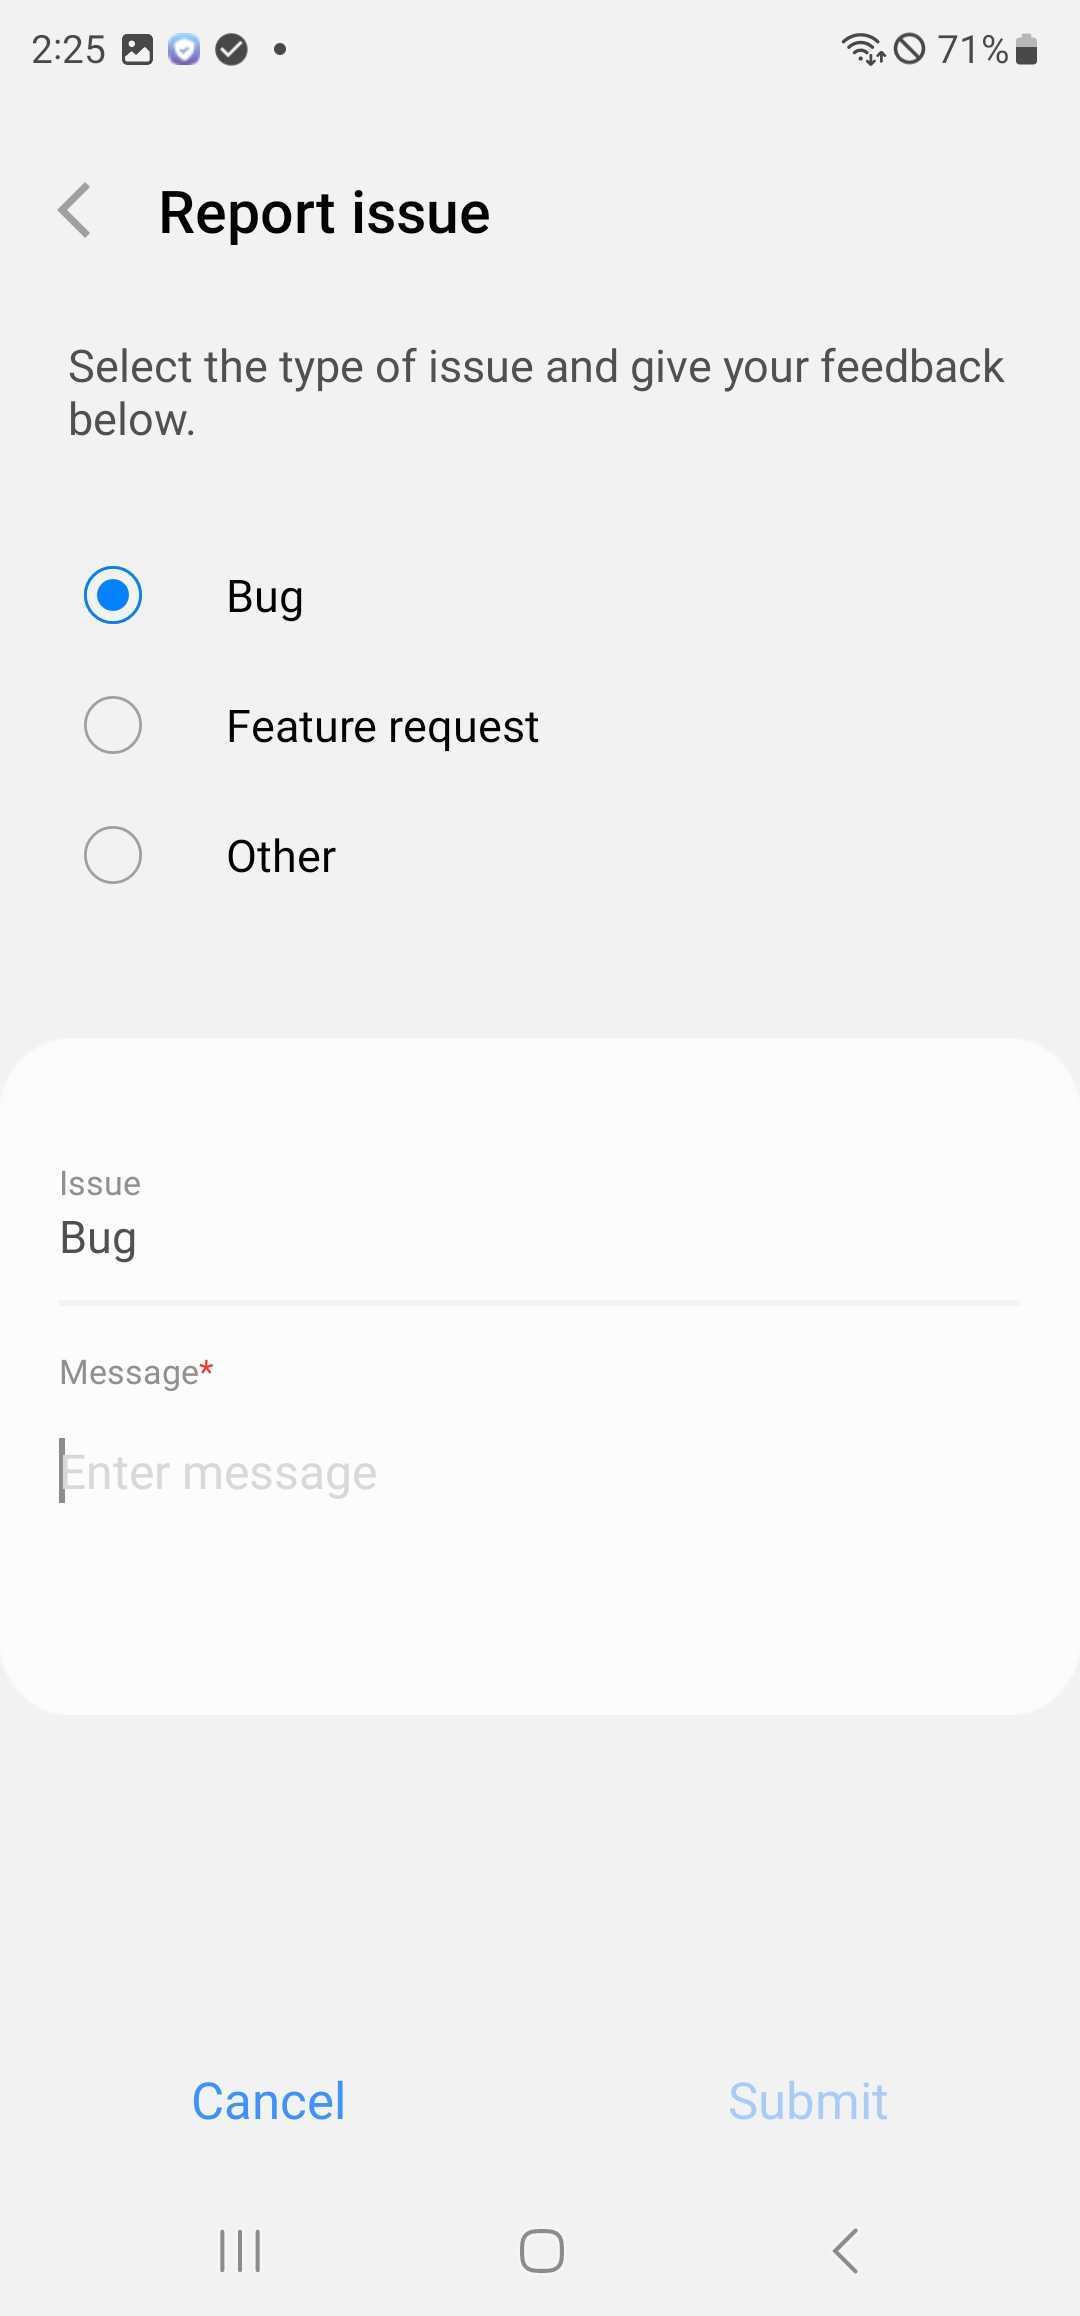 2:25
71%
Report issue
Select the type of issue and give your feedback
below.
Bug
Feature request
Other
Issue
Bug
Message*
Enter message
Cancel
Submit